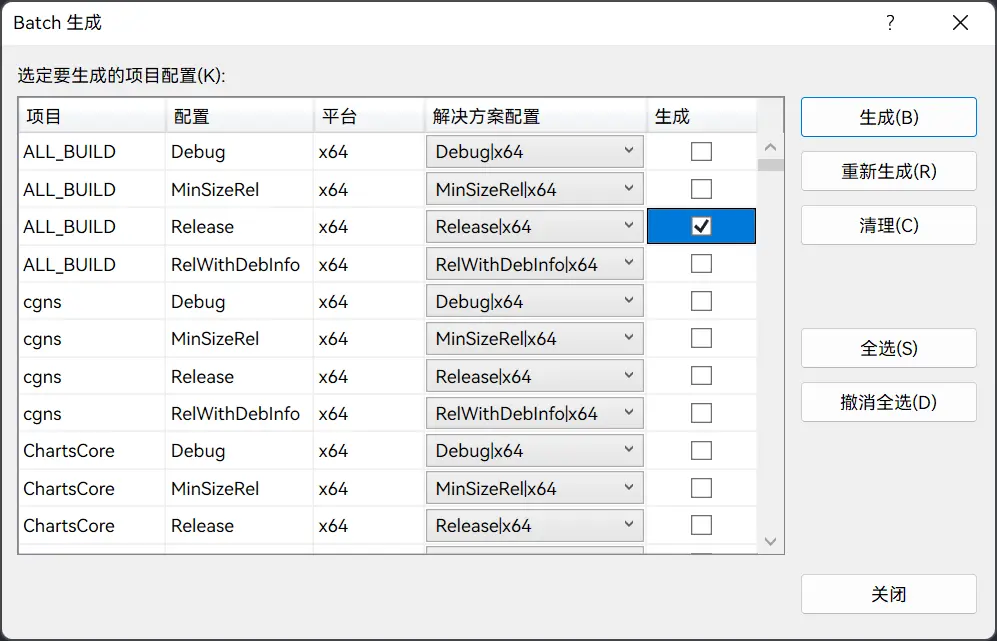 Batch 生成
?
选定要生成的项目配置(K):
项目 配置 平台 解决方案配置 生成
ALL_BUILD Debug x64 Debug|x64
ALL_BUILD MinSizeRel x64 MinSizeRel|x64
ALL_BUILD Release x64 Release|x64
ALL_BUILD RelWithDebInfo x64 RelWithDebInfo|x64
cgns Debug x64 Debug|x64
cgns MinSizeRel x64 MinSizeRel|x64
cgns Release x64 Release|x64
cgns RelWithDebInfo x64 RelWithDebInfo|x64
ChartsCore Debug x64 Debug|x64
ChartsCore MinSizeRel x64 MinSizeRel|x64
ChartsCore Release x64 Release|x64
生成(B)
重新生成(R)
清理(C)
全选(S)
撤消全选(D)
关闭